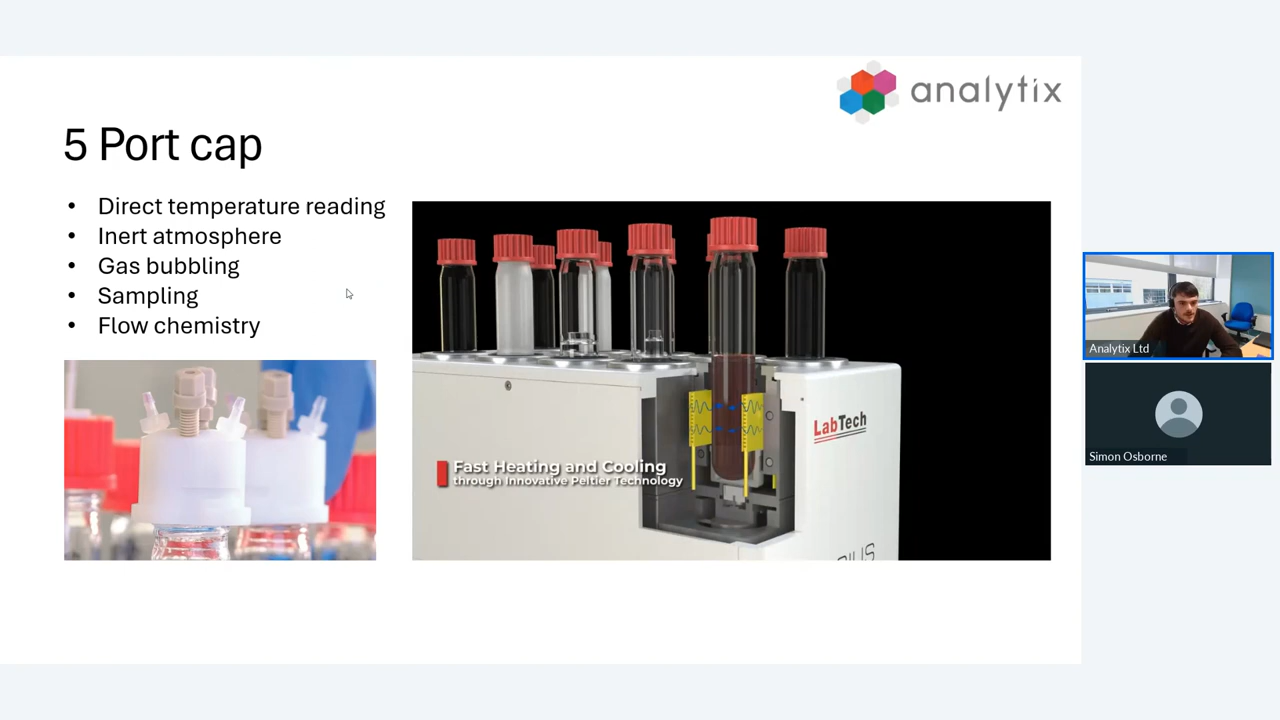 analytix
5 Port cap
• Direct temperature reading
• Inert atmosphere
• Gas bubbling
• Sampling
• Flow chemistry
LabTech
Fast Heating and Cooling
through Innovative Peltier Technology
Analytix Ltd
Simon Osborne